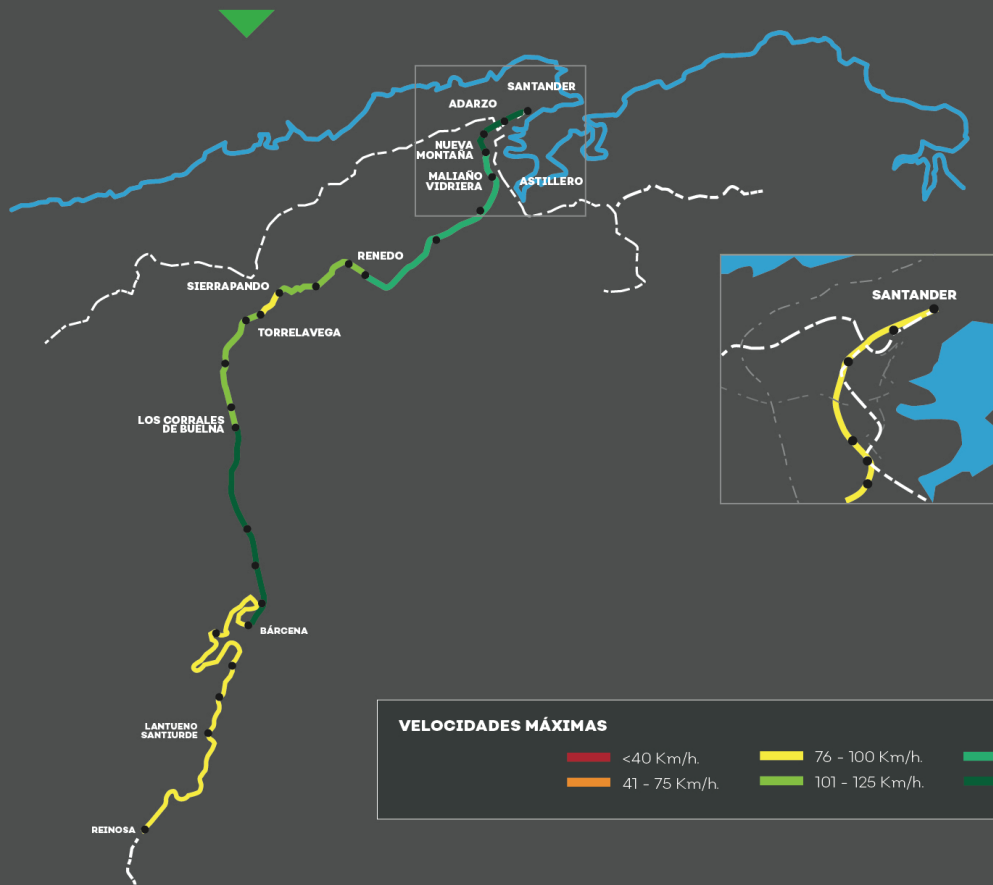 SANTANDER
ADARZO
NUEVA
MONTAÑA
MALIAÑO
VIDRIERA
ASTILLERO
RENEDO
SIERRAPANDO
TORRELAVEGA
SANTANDER
LOS CORRALES
DE BUELNA
BÁRCENA
LANTUENO
SANTIURDE
REINOSA
VELOCIDADES MÁXIMAS
<40 Km/h.
76 - 100 Km/h.
41 - 75 Km/h.
101 - 125 Km/h.